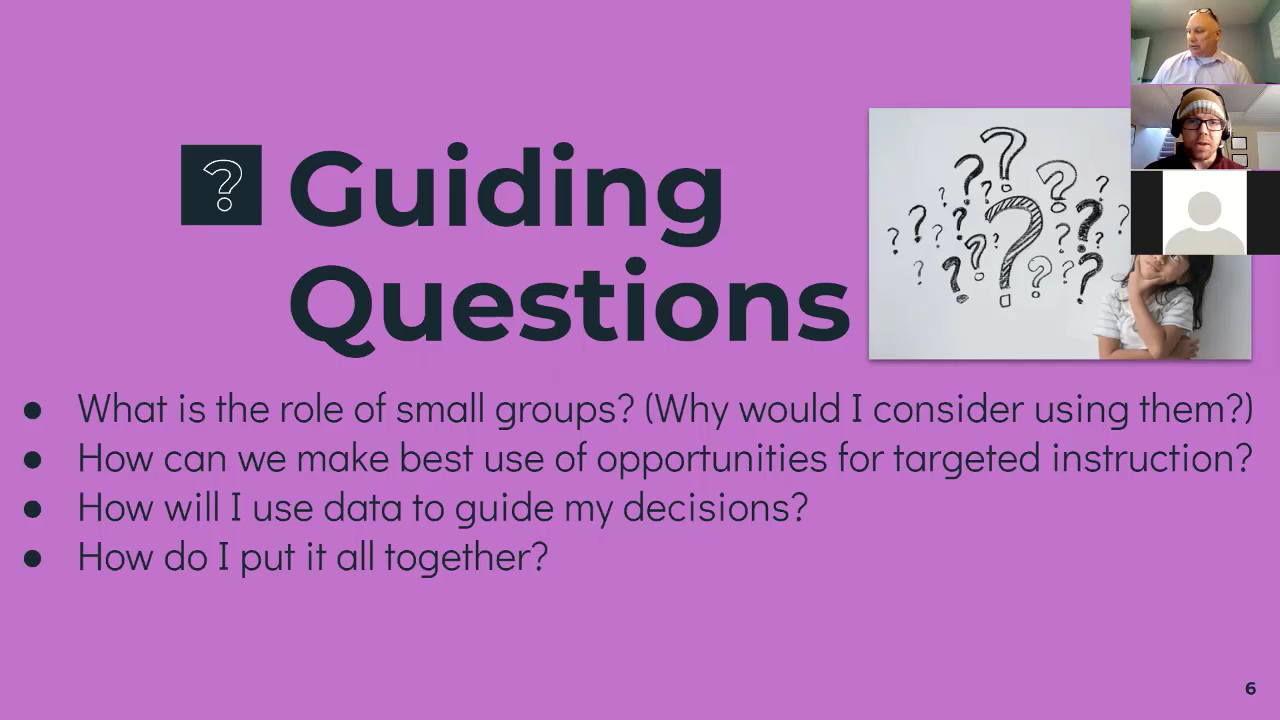 Guiding
Questions
● What is the role of small groups? (Why would I consider using them?)
● How can we make best use of opportunities for targeted instruction?
● How will I use data to guide my decisions?
● How do I put it all together?
6